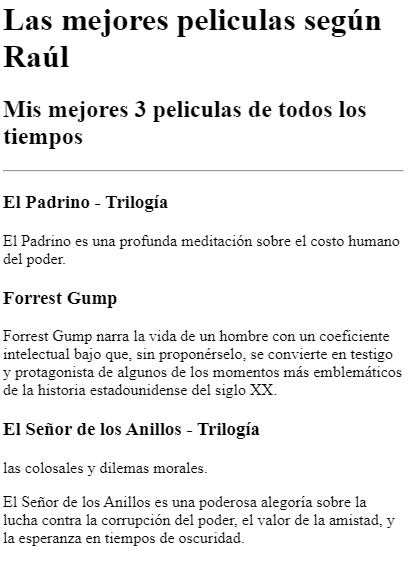 Las mejores peliculas según
Raúl
Mis mejores 3 peliculas de todos los
tiempos
El Padrino - Trilogía
El Padrino es una profunda meditación sobre el costo humano
del poder.
Forrest Gump
Forrest Gump narra la vida de un hombre con un coeficiente
intelectual bajo que, sin proponérselo, se convierte en testigo
y protagonista de algunos de los momentos más emblemáticos
de la historia estadounidense del siglo XX.
El Señor de los Anillos - Trilogía
las colosales y dilemas morales.
El Señor de los Anillos es una poderosa alegoría sobre la
lucha contra la corrupción del poder, el valor de la amistad, y
la esperanza en tiempos de oscuridad.